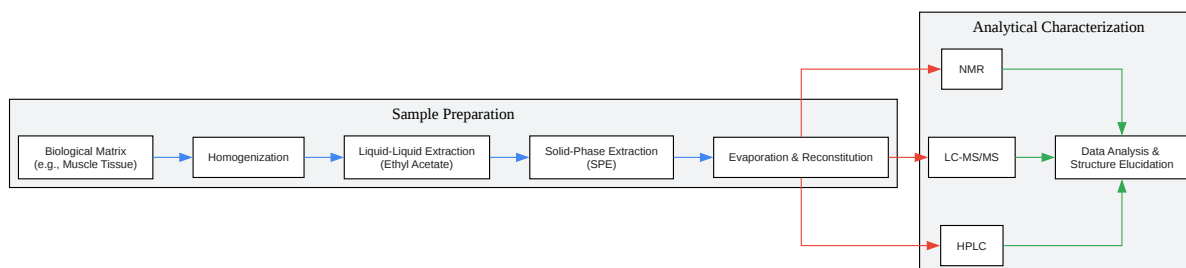 Analytical Characterization
NMR
Sample Preparation
Biological Matrix
(e.g., Muscle Tissue)
Homogenization
Liquid-Liquid Extraction
(Ethyl Acetate)
Solid-Phase Extraction
(SPE)
Evaporation & Reconstitution
LC-MS/MS
Data Analysis &
Structure Elucidation
HPLC